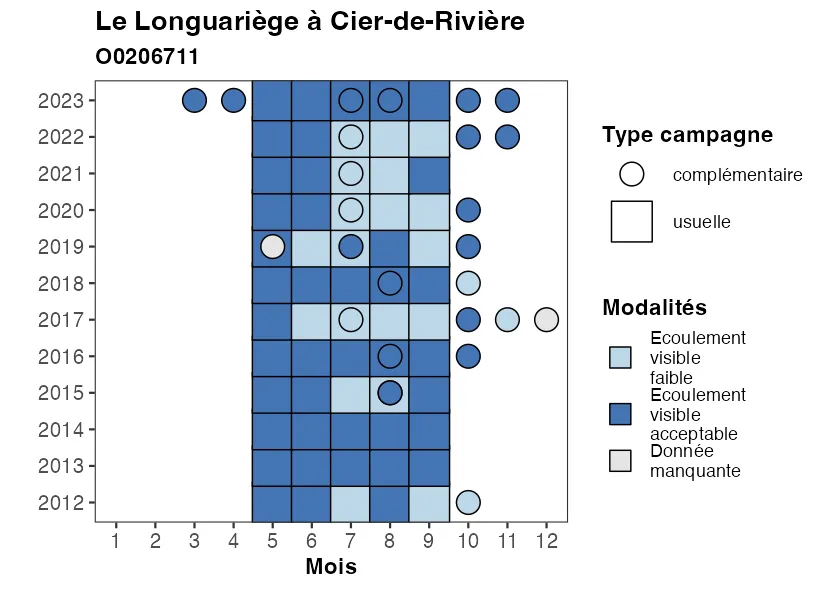 Le Longuariège à Cier-de-Rivière
O0206711
2023
2022
2021
2020
2019
2018
2017
2016
2015
2014
2013
2012
1 2 3 4 5 6 7 8 9 10 11 12
Mois
Type campagne
complémentaire
usuelle
Modalités
Ecoulement
visible
faible
Ecoulement
visible
acceptable
Donnée
manquante